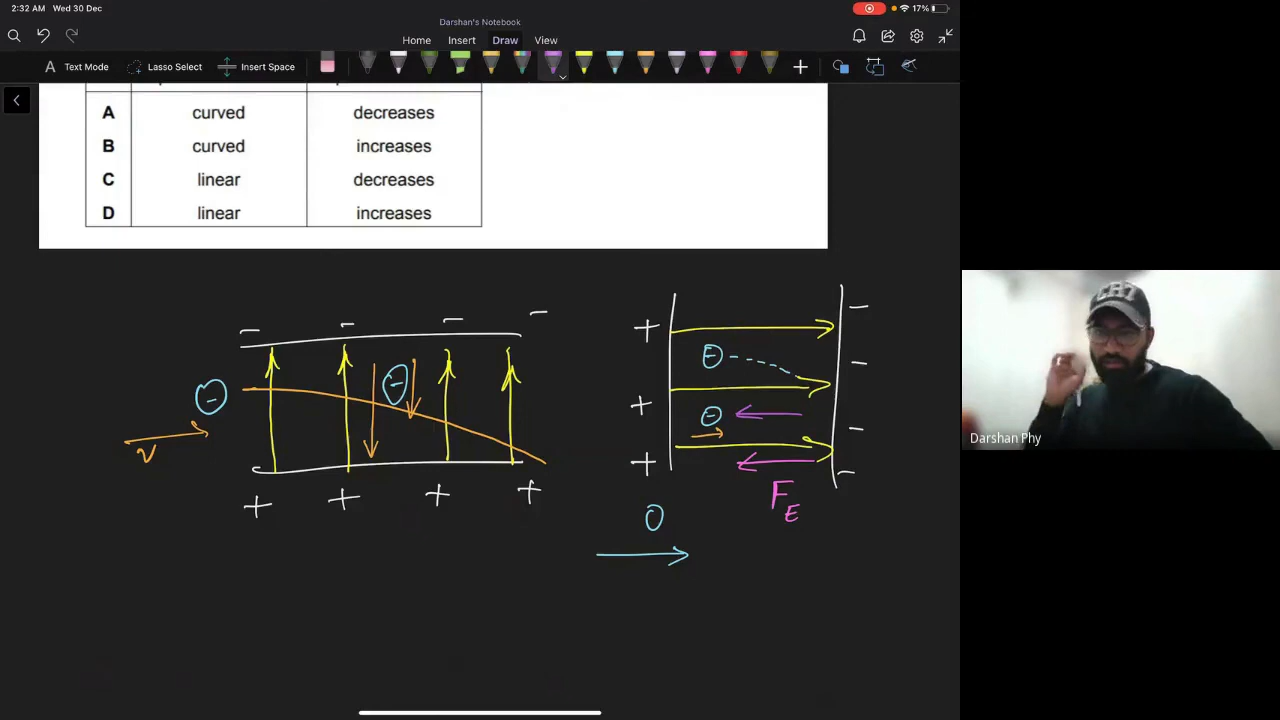 2:32 AM Wed 30 Dec
17%
Darshan's Notebook
Home Insert Draw View
Text Mode Lasso Select Insert Space
A curved decreases
B curved increases
C linear decreases
D linear increases
- - - -
+ -
- -
-
v
+ -
+ + + +
+ -
F_E
Darshan Phy